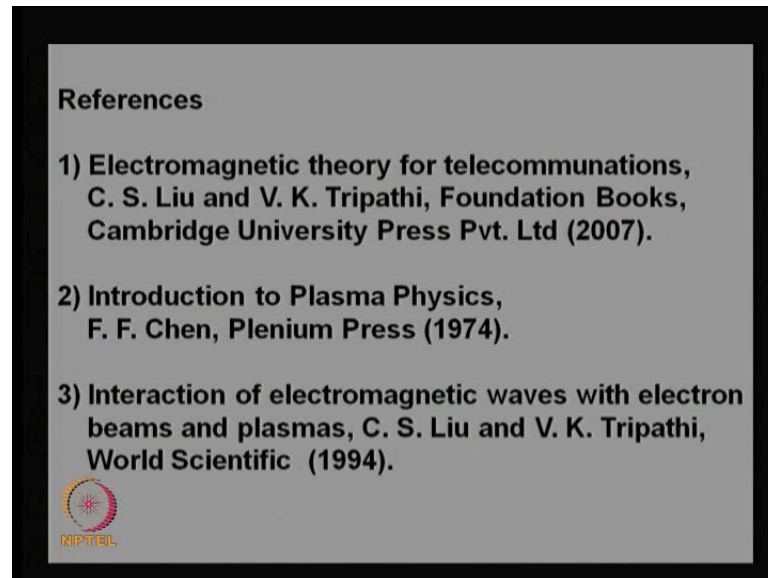 References
1) Electromagnetic theory for telecommunations,
C. S. Liu and V. K. Tripathi, Foundation Books,
Cambridge University Press Pvt. Ltd (2007).
2) Introduction to Plasma Physics,
F. F. Chen, Plenium Press (1974).
3) Interaction of electromagnetic waves with electron
beams and plasmas, C. S. Liu and V. K. Tripathi,
World Scientific (1994).
NPTEL